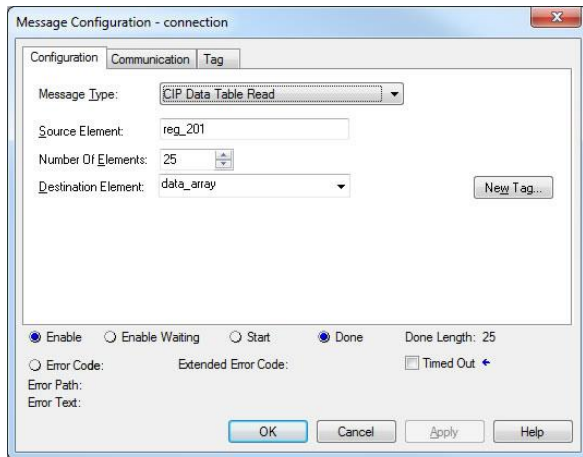 Message Configuration - connection
Configuration Communication Tag
Message Type: CIP Data Table Read
Source Element: reg_201
Number Of Elements: 25
Destination Element: data_array New Tag...
Enable Enable Waiting Start Done Done Length: 25
Error Code: Extended Error Code: Timed Out
Error Path:
Error Text:
OK Cancel Apply Help